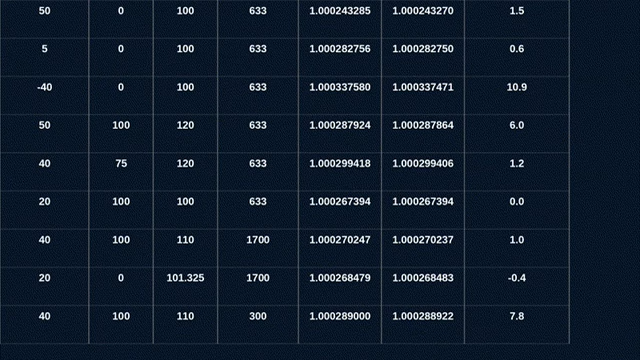 50 0 100 633 1.000243285 1.000243270 1.5
5 0 100 633 1.000282756 1.000282750 0.6
-40 0 100 633 1.000337580 1.000337471 10.9
50 100 120 633 1.000287924 1.000287864 6.0
40 75 120 633 1.000299418 1.000299406 1.2
20 100 100 633 1.000267394 1.000267394 0.0
40 100 110 1700 1.000270247 1.000270237 1.0
20 0 101.325 1700 1.000268479 1.000268483 -0.4
40 100 110 300 1.000289000 1.000288922 7.8